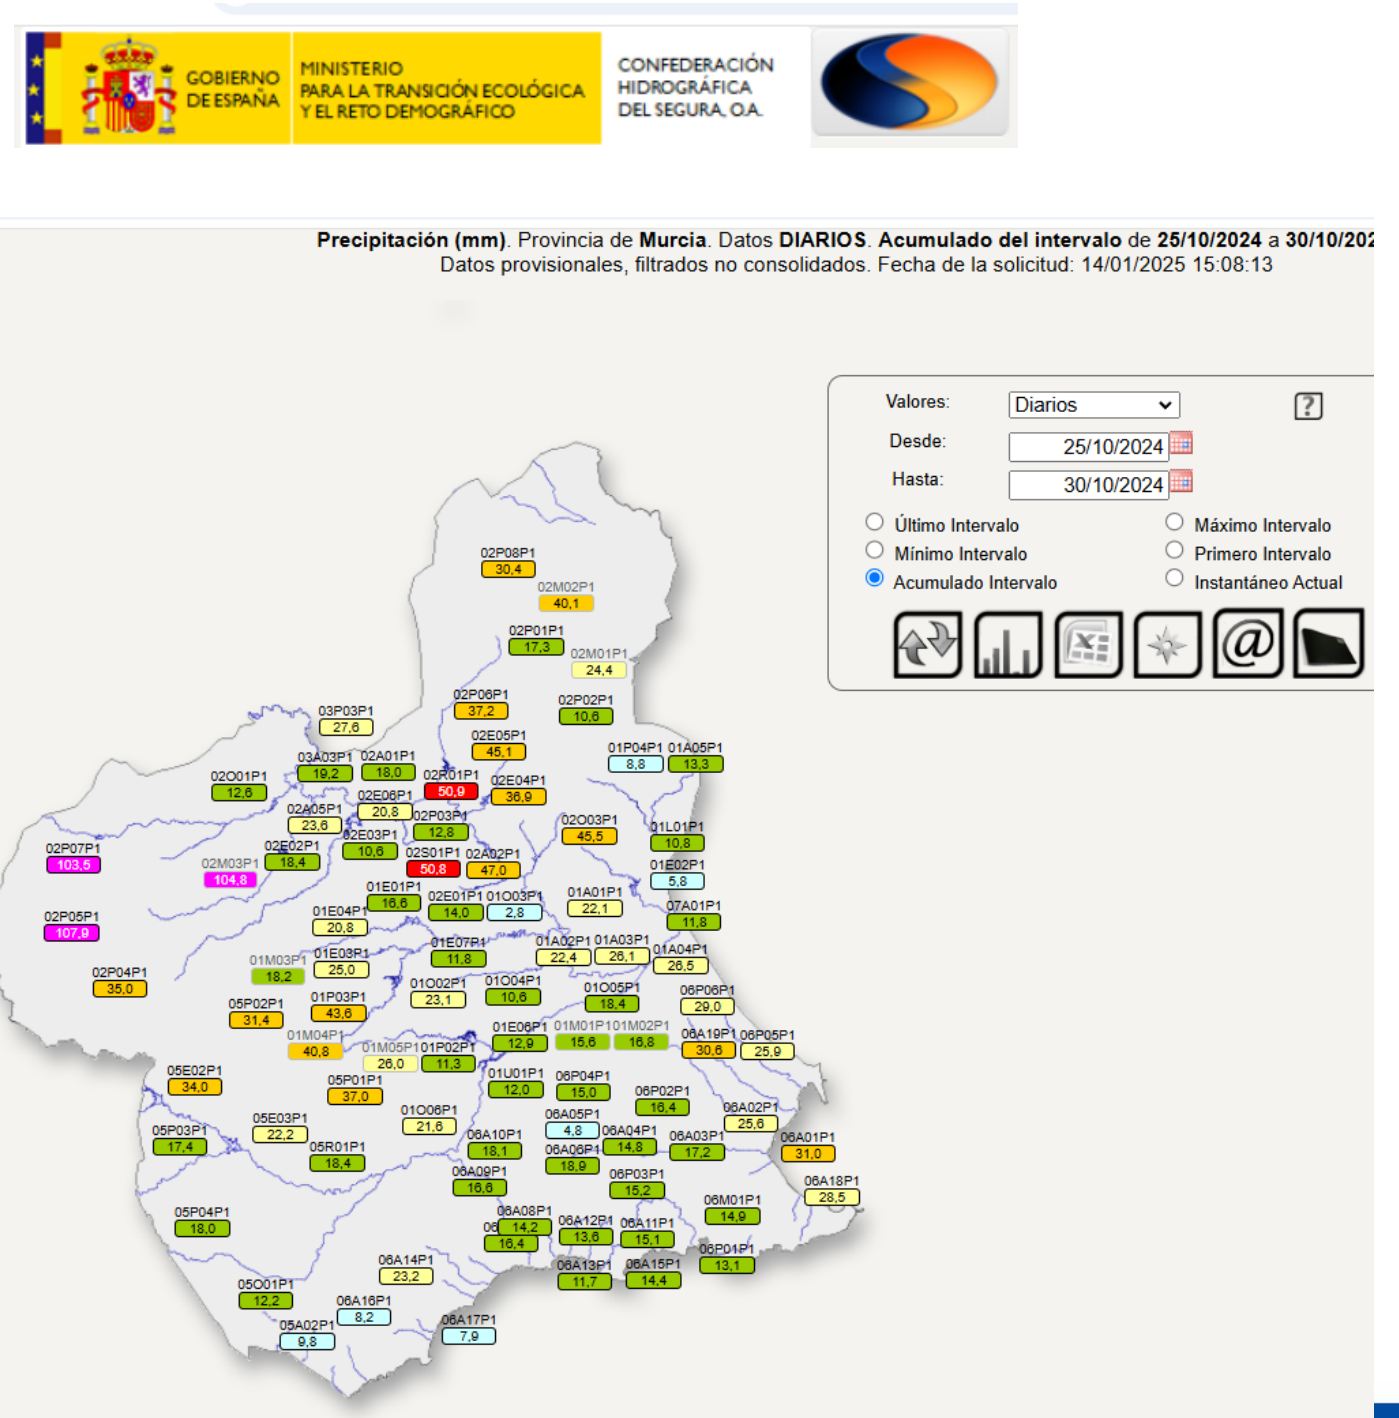 GOBIERNO
DE ESPAÑA
MINISTERIO
PARA LA TRANSICIÓN ECOLÓGICA
Y EL RETO DEMOGRÁFICO
CONFEDERACIÓN
HIDROGRÁFICA
DEL SEGURA, O.A.
Precipitación (mm). Provincia de Murcia. Datos DIARIOS. Acumulado del intervalo de 25/10/2024 a 30/10/202
Datos provisionales, filtrados no consolidados. Fecha de la solicitud: 14/01/2025 15:08:13
Valores: Diarios ?
Desde: 25/10/2024
Hasta: 30/10/2024
Último Intervalo Máximo Intervalo
Mínimo Intervalo Primero Intervalo
Acumulado Intervalo Instantáneo Actual
@
02P08P1
30,4
02M02P1
40,1
02P01P1
17,3
02M01P1
24,4
02P06P1
37,2
02P02P1
10,6
03P03P1
27,6
02E05P1
45,1
01P04P1 01A05P1
8,8 13,3
03A03P1 02A01P1
19,2 18,0
02O01P1
12,6
02R01P1
50,9
02E04P1
36,9
02E06P1
20,8
02A05P1
23,6
02P03P1
12,8
02O03P1
45,5
01L01P1
10,8
02E03P1
10,6
02P07P1
103,5
02M03P1
104,8
02E02P1
18,4
02S01P1 02A02P1
50,8 47,0
01E02P1
5,8
01E01P1
16,6
02E01P1 01O03P1
14,0 2,8
01A01P1
22,1
07A01P1
11,8
02P05P1
107,9
01E04P1
20,8
01E07P1
11,8
01A02P1 01A03P1
22,4 26,1
01A04P1
26,5
01M03P1
18,2
01E03P1
25,0
02P04P1
35,0
01O02P1
23,1
01O04P1
10,6
01O05P1
18,4
06P06P1
29,0
05P02P1
31,4
01P03P1
43,6
01M04P1
40,8
01E06P1
12,9
01M01P1 01M02P1
15,6 16,8
06A19P1 06P05P1
30,6 25,9
01M05P1 01P02P1
26,0 11,3
05E02P1
34,0
05P01P1
37,0
01U01P1
12,0
06P04P1
15,0
06P02P1
16,4
01O06P1
21,6
05E03P1
22,2
06A05P1
4,8
06A02P1
25,6
05P03P1
17,4
05R01P1
18,4
06A10P1
18,1
06A04P1
14,8
06A03P1
17,2
06A01P1
31,0
06A06P1
18,9
06A09P1
16,6
06P03P1
15,2
06A18P1
28,5
06M01P1
14,9
05P04P1
18,0
06A08P1
14,2
06
16,4
06A12P1
13,6
06A11P1
15,1
06P01P1
13,1
06A14P1
23,2
06A13P1
11,7
06A15P1
14,4
05O01P1
12,2
06A16P1
8,2
05A02P1
9,8
06A17P1
7,9